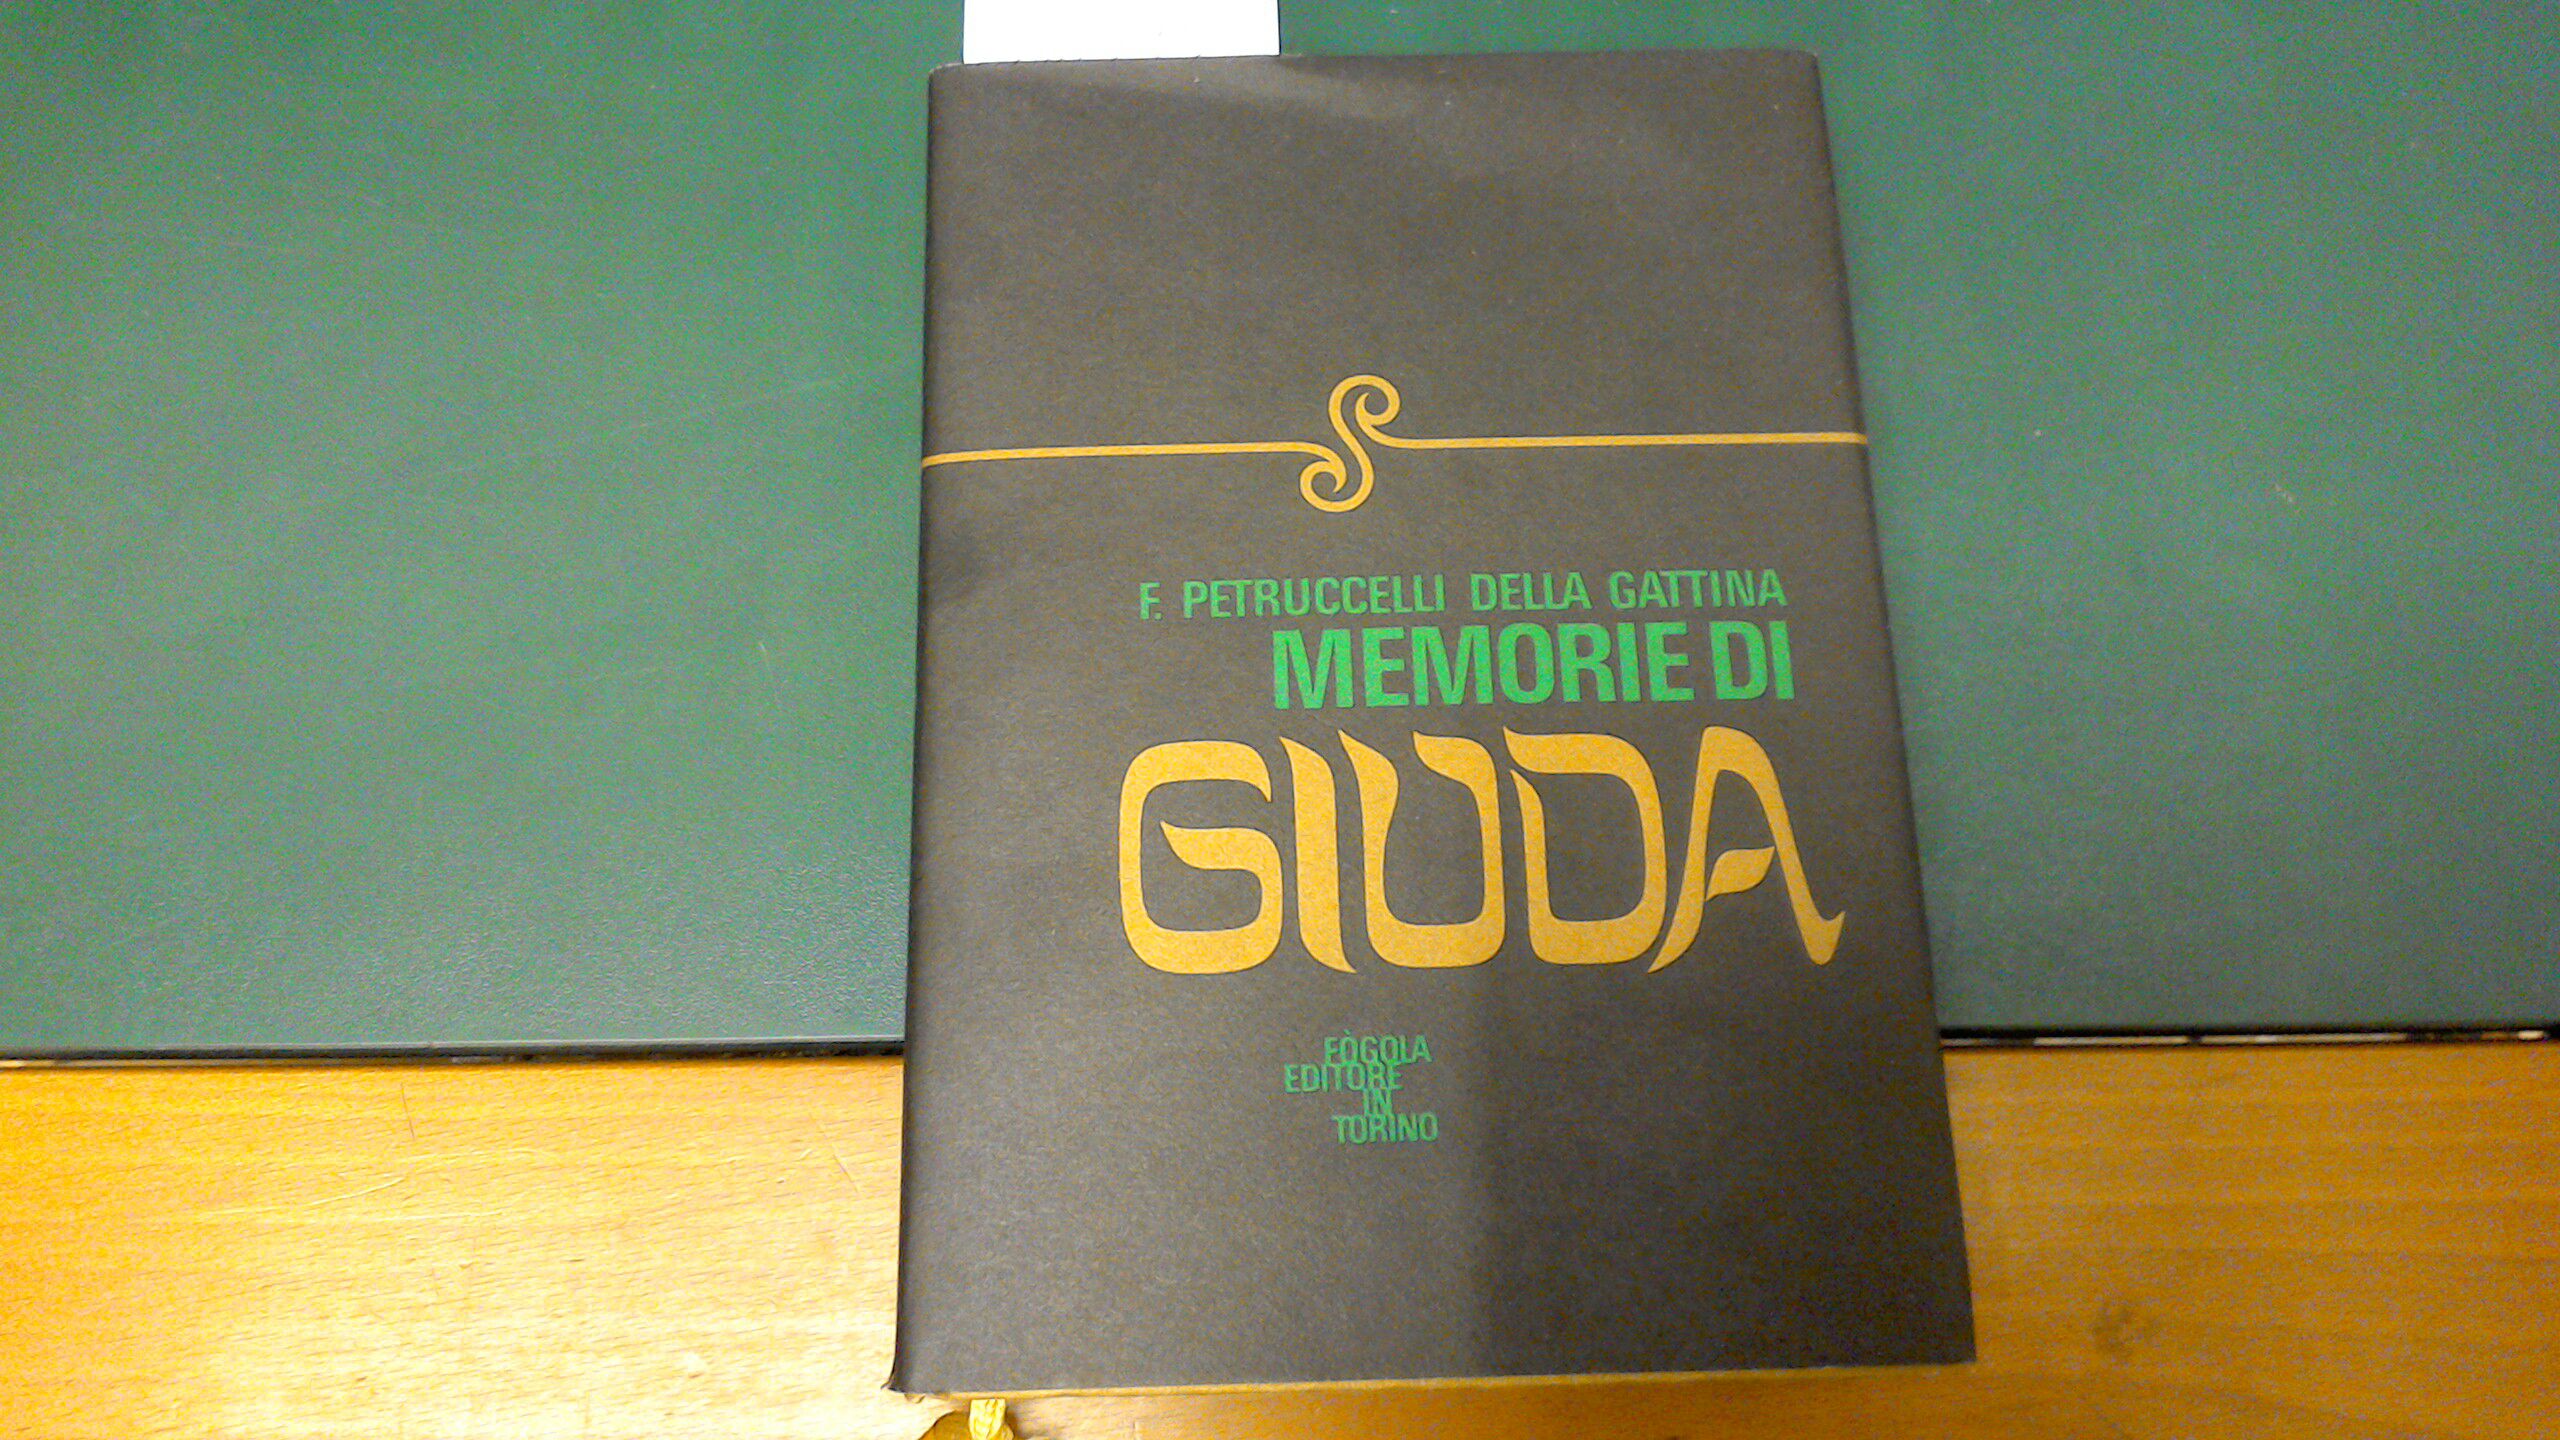 F. PETRUCCELLI DELLA GATTINA
MEMORIE DI
GIUDA
FÒGOLA
EDITORE
IN
TORINO